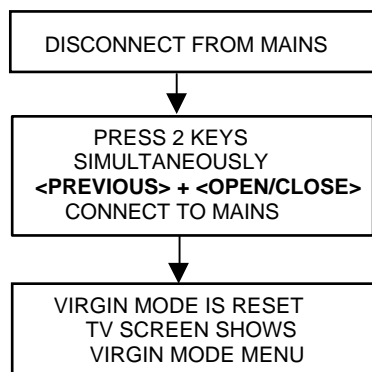 DISCONNECT FROM MAINS
PRESS 2 KEYS
SIMULTANEOUSLY
<PREVIOUS> + <OPEN/CLOSE>
CONNECT TO MAINS
VIRGIN MODE IS RESET
TV SCREEN SHOWS
VIRGIN MODE MENU